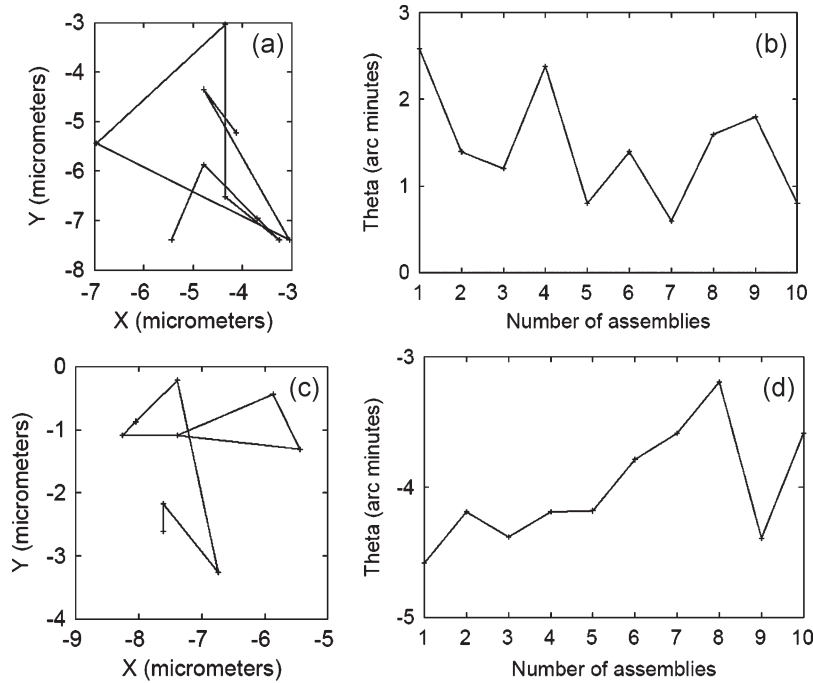 (a)
-3
-4
-5
-6
-7
-8
Y (micrometers)
-7 -6 -5 -4 -3
X (micrometers)
(b)
3
2
1
0
Theta (arc minutes)
1 2 3 4 5 6 7 8 9 10
Number of assemblies
(c)
0
-1
-2
-3
-4
Y (micrometers)
-9 -8 -7 -6 -5
X (micrometers)
(d)
-3
-4
-5
Theta (arc minutes)
1 2 3 4 5 6 7 8 9 10
Number of assemblies